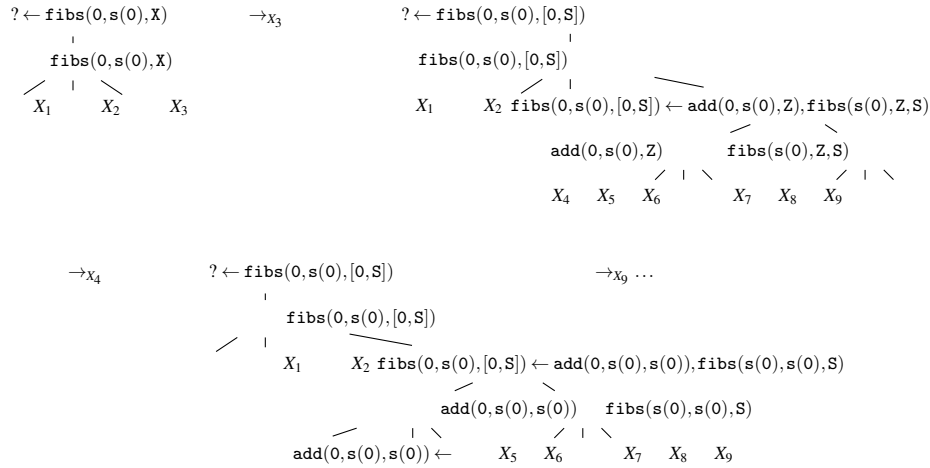 ? ← fibs(0,s(0),X) →X₃ ? ← fibs(0,s(0),[0,S])
fibs(0,s(0),X) fibs(0,s(0),[0,S])
X₁ X₂ X₃ X₁ X₂ fibs(0,s(0),[0,S]) ← add(0,s(0),Z),fibs(s(0),Z,S)
add(0,s(0),Z) fibs(s(0),Z,S)
X₄ X₅ X₆ X₇ X₈ X₉
→X₄ ? ← fibs(0,s(0),[0,S]) →X₉ ...
fibs(0,s(0),[0,S])
X₁ X₂ fibs(0,s(0),[0,S]) ← add(0,s(0),s(0)),fibs(s(0),s(0),S)
add(0,s(0),s(0)) fibs(s(0),s(0),S)
add(0,s(0),s(0)) ← X₅ X₆ X₇ X₈ X₉